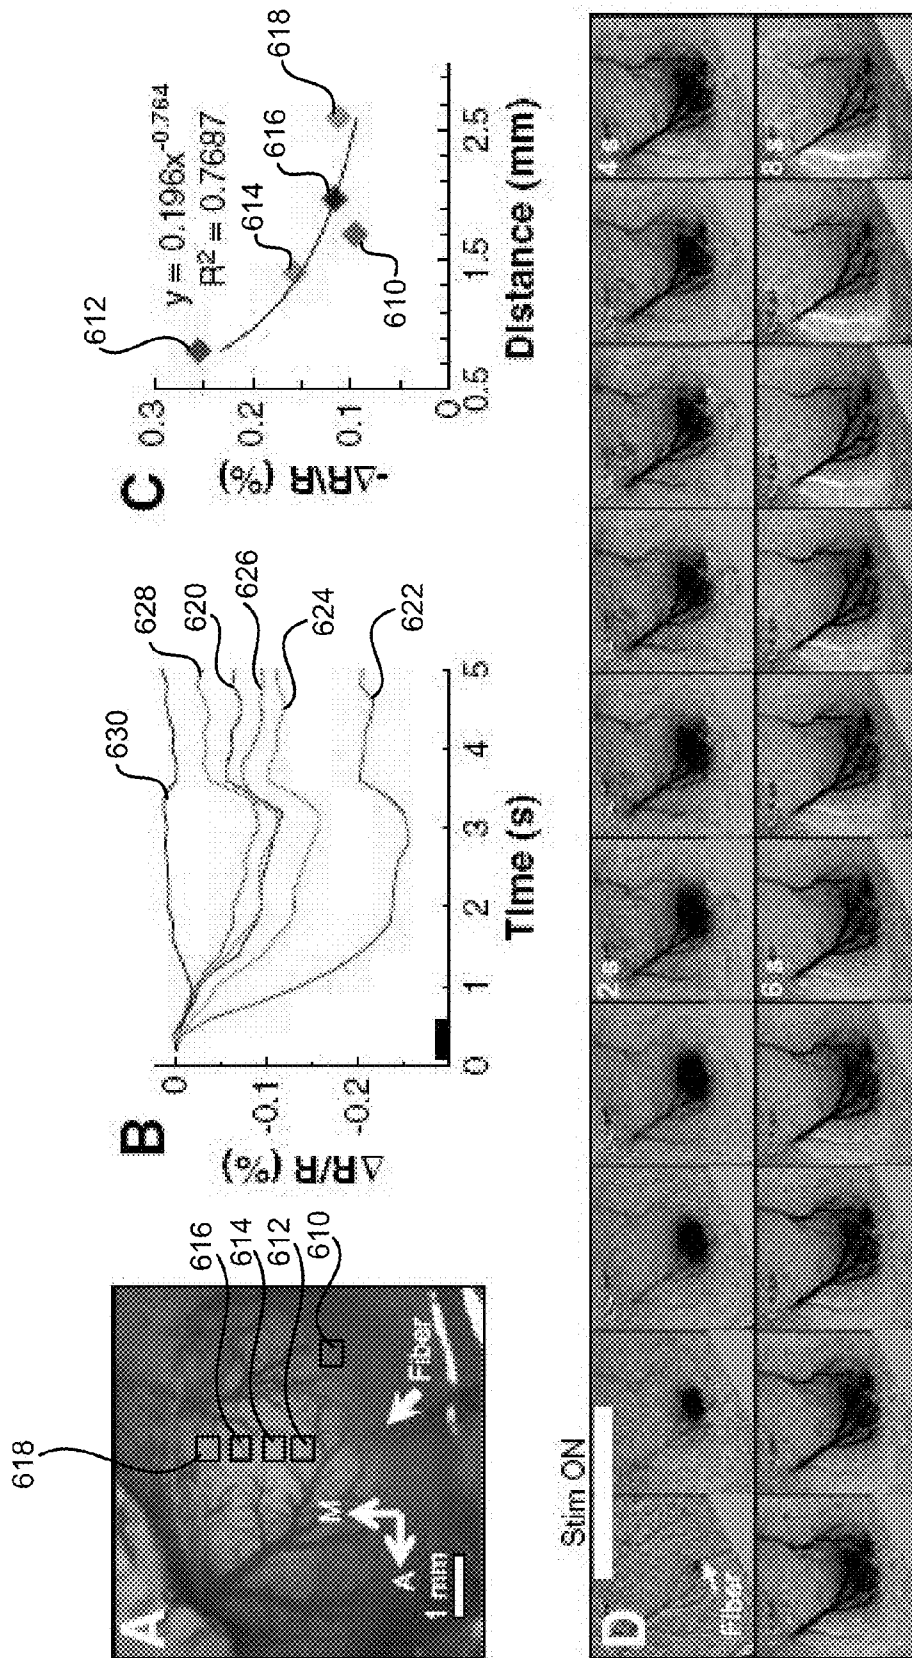 A
618
616
614
612
610
Fiber
M
A
1 mm
B
ΔR/R (%)
0
-0.1
-0.2
0
1
2
3
4
5
Time (s)
630
628
620
626
624
622
C
-ΔR/R (%)
0.3
0.2
0.1
0
0.5
1.5
2.5
Distance (mm)
y = 0.196x^-0.764
R² = 0.7687
612
614
616
618
610
Stim ON
D
Fiber
2 s
4 s
6 s
8 s